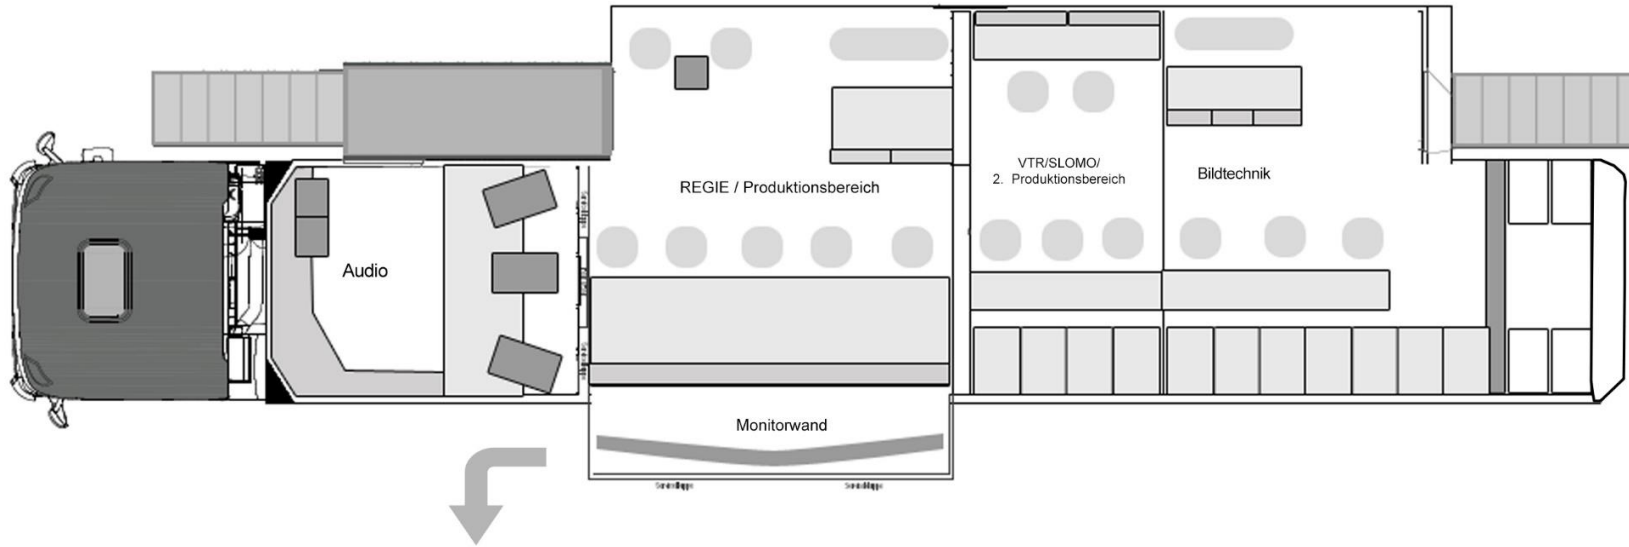 REGIE / Produktionsbereich
VTR/SLOMO/
2. Produktionsbereich
Bildtechnik
Audio
Monitorwand